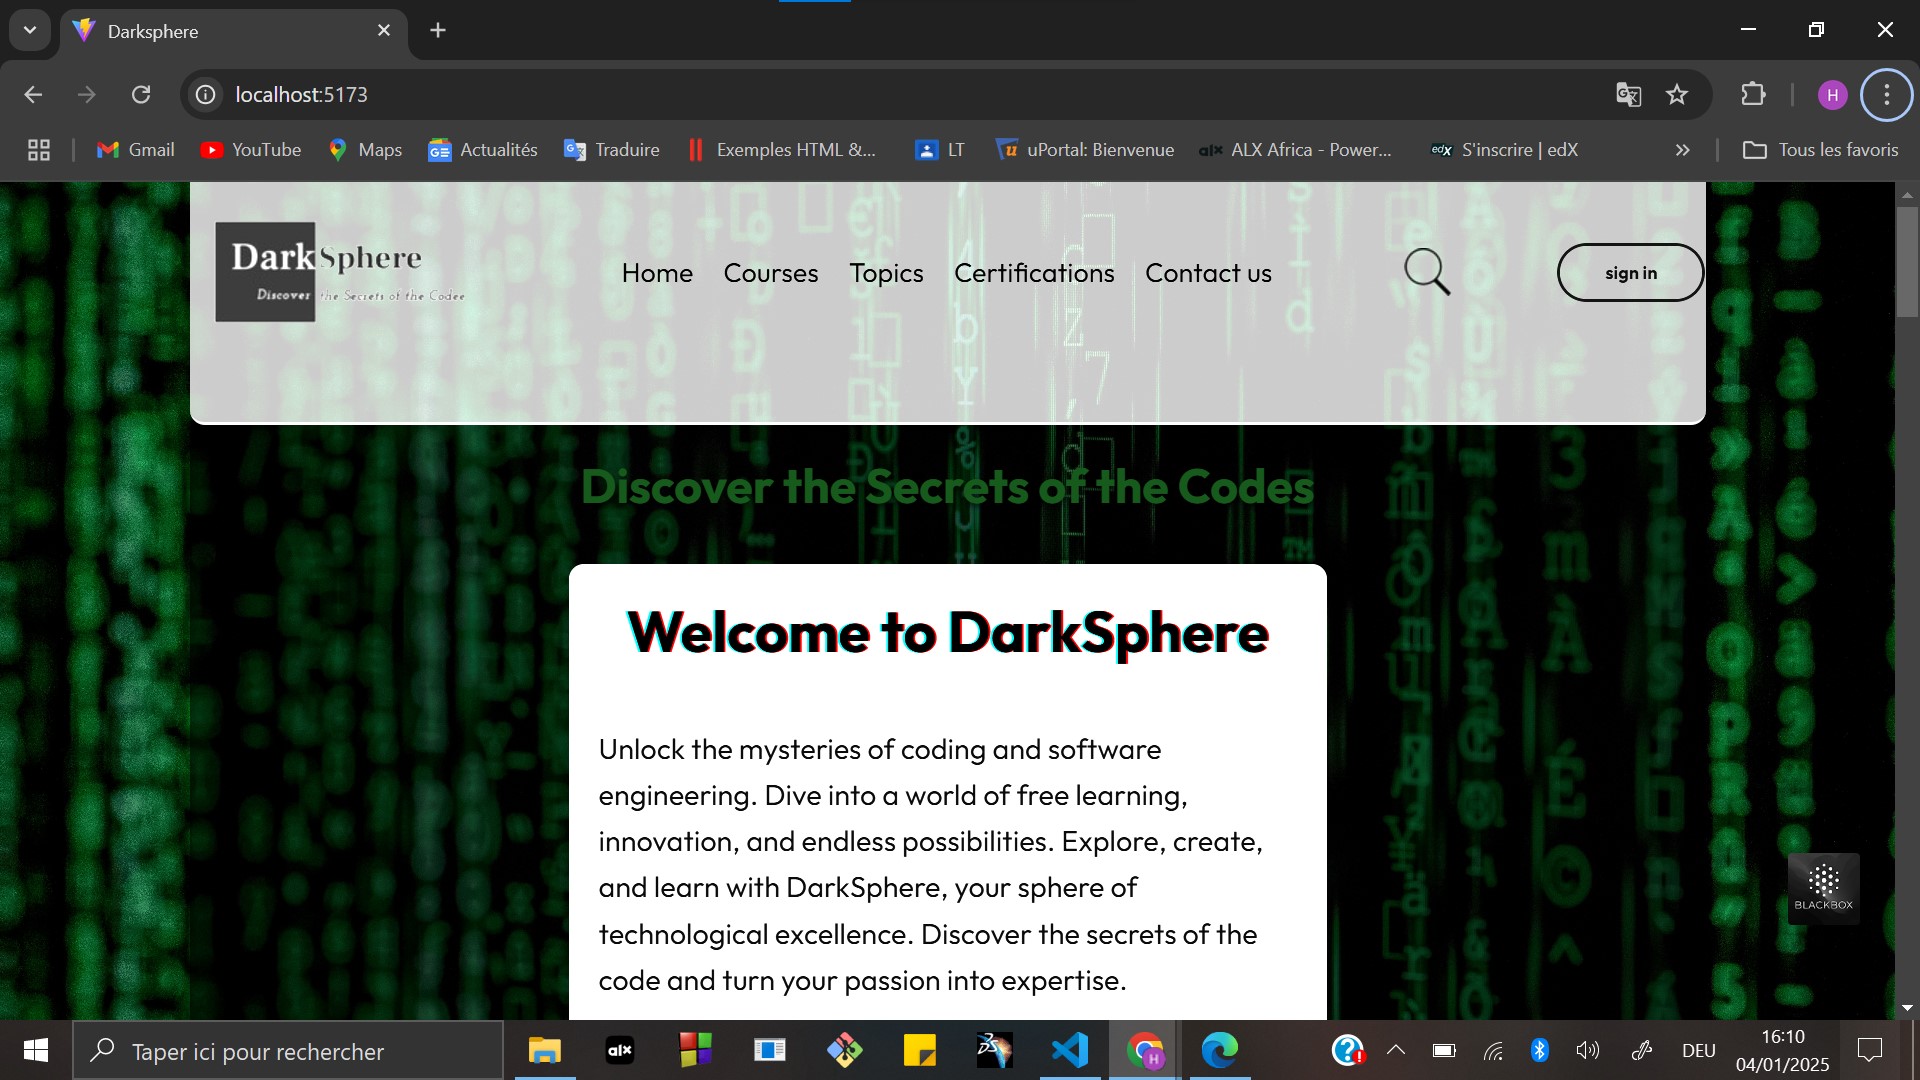 Darksphere
localhost:5173
H
Gmail
YouTube
Maps
Actualités
Traduire
Exemples HTML &...
LT
uPortal: Bienvenue
ALX Africa - Power...
S'inscrire | edX
Tous les favoris
DarkSphere
Discover the Secrets of the Codee
Home Courses Topics Certifications Contact us
sign in
Discover the Secrets of the Codes
Welcome to DarkSphere
Unlock the mysteries of coding and software
engineering. Dive into a world of free learning,
innovation, and endless possibilities. Explore, create,
and learn with DarkSphere, your sphere of
technological excellence. Discover the secrets of the
code and turn your passion into expertise.
BLACKBOX
Taper ici pour rechercher
alx
H
DEU
16:10
04/01/2025